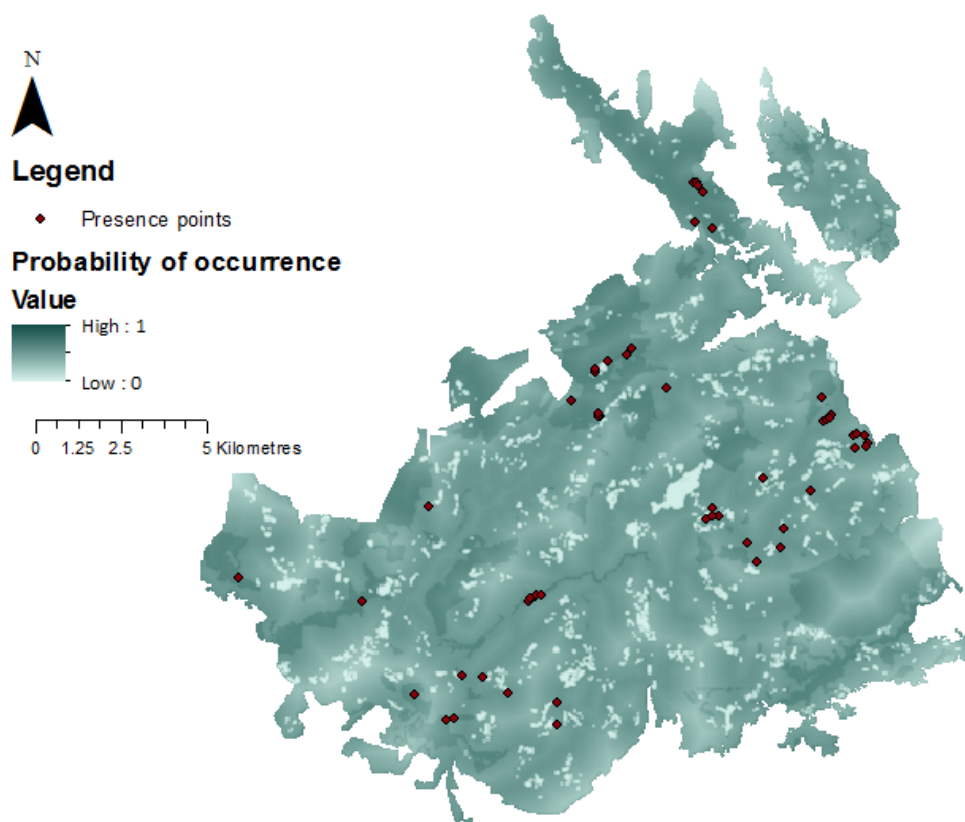 N
Legend
Presence points
Probability of occurrence
Value
High : 1
Low : 0
0 1.25 2.5 5 Kilometres